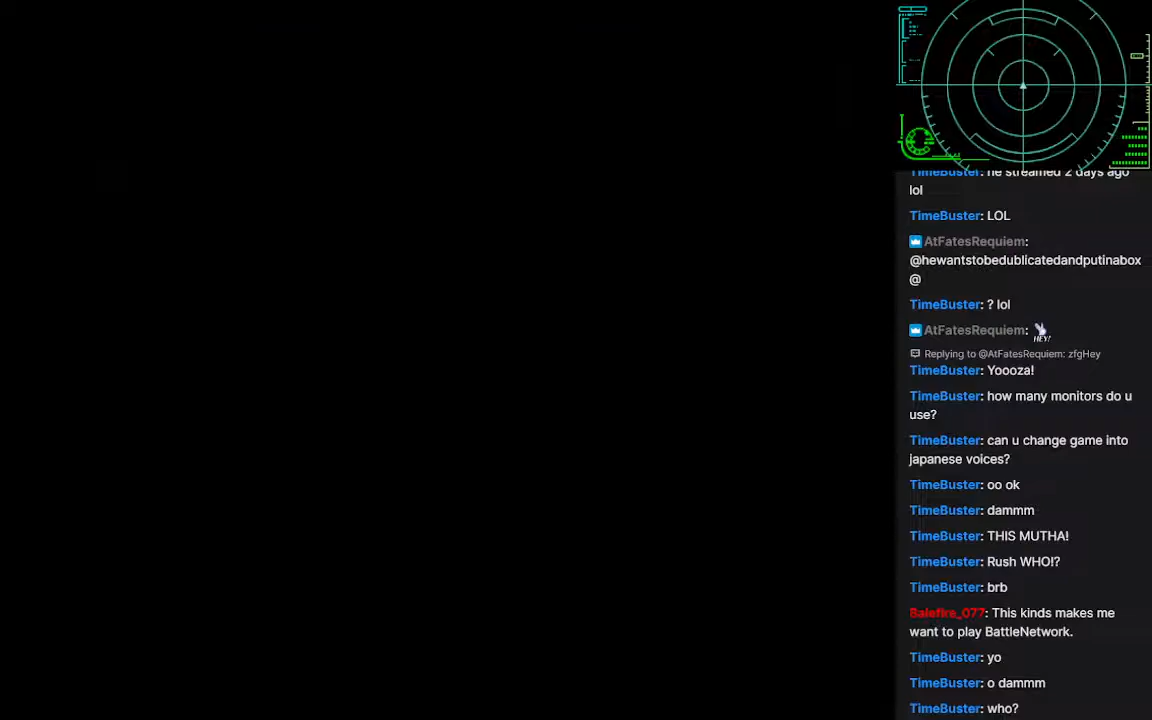 TimeBuster: he streamed 2 days ago
lol
TimeBuster: LOL
AtFatesRequiem:
@hewantstobedublicatedandputinabox
@
TimeBuster: ? lol
AtFatesRequiem: HEY!
Replying to @AtFatesRequiem: zfgHey
TimeBuster: Yoooza!
TimeBuster: how many monitors do u
use?
TimeBuster: can u change game into
japanese voices?
TimeBuster: oo ok
TimeBuster: dammm
TimeBuster: THIS MUTHA!
TimeBuster: Rush WHO!?
TimeBuster: brb
Balefire_077: This kinds makes me
want to play BattleNetwork.
TimeBuster: yo
TimeBuster: o dammm
TimeBuster: who?